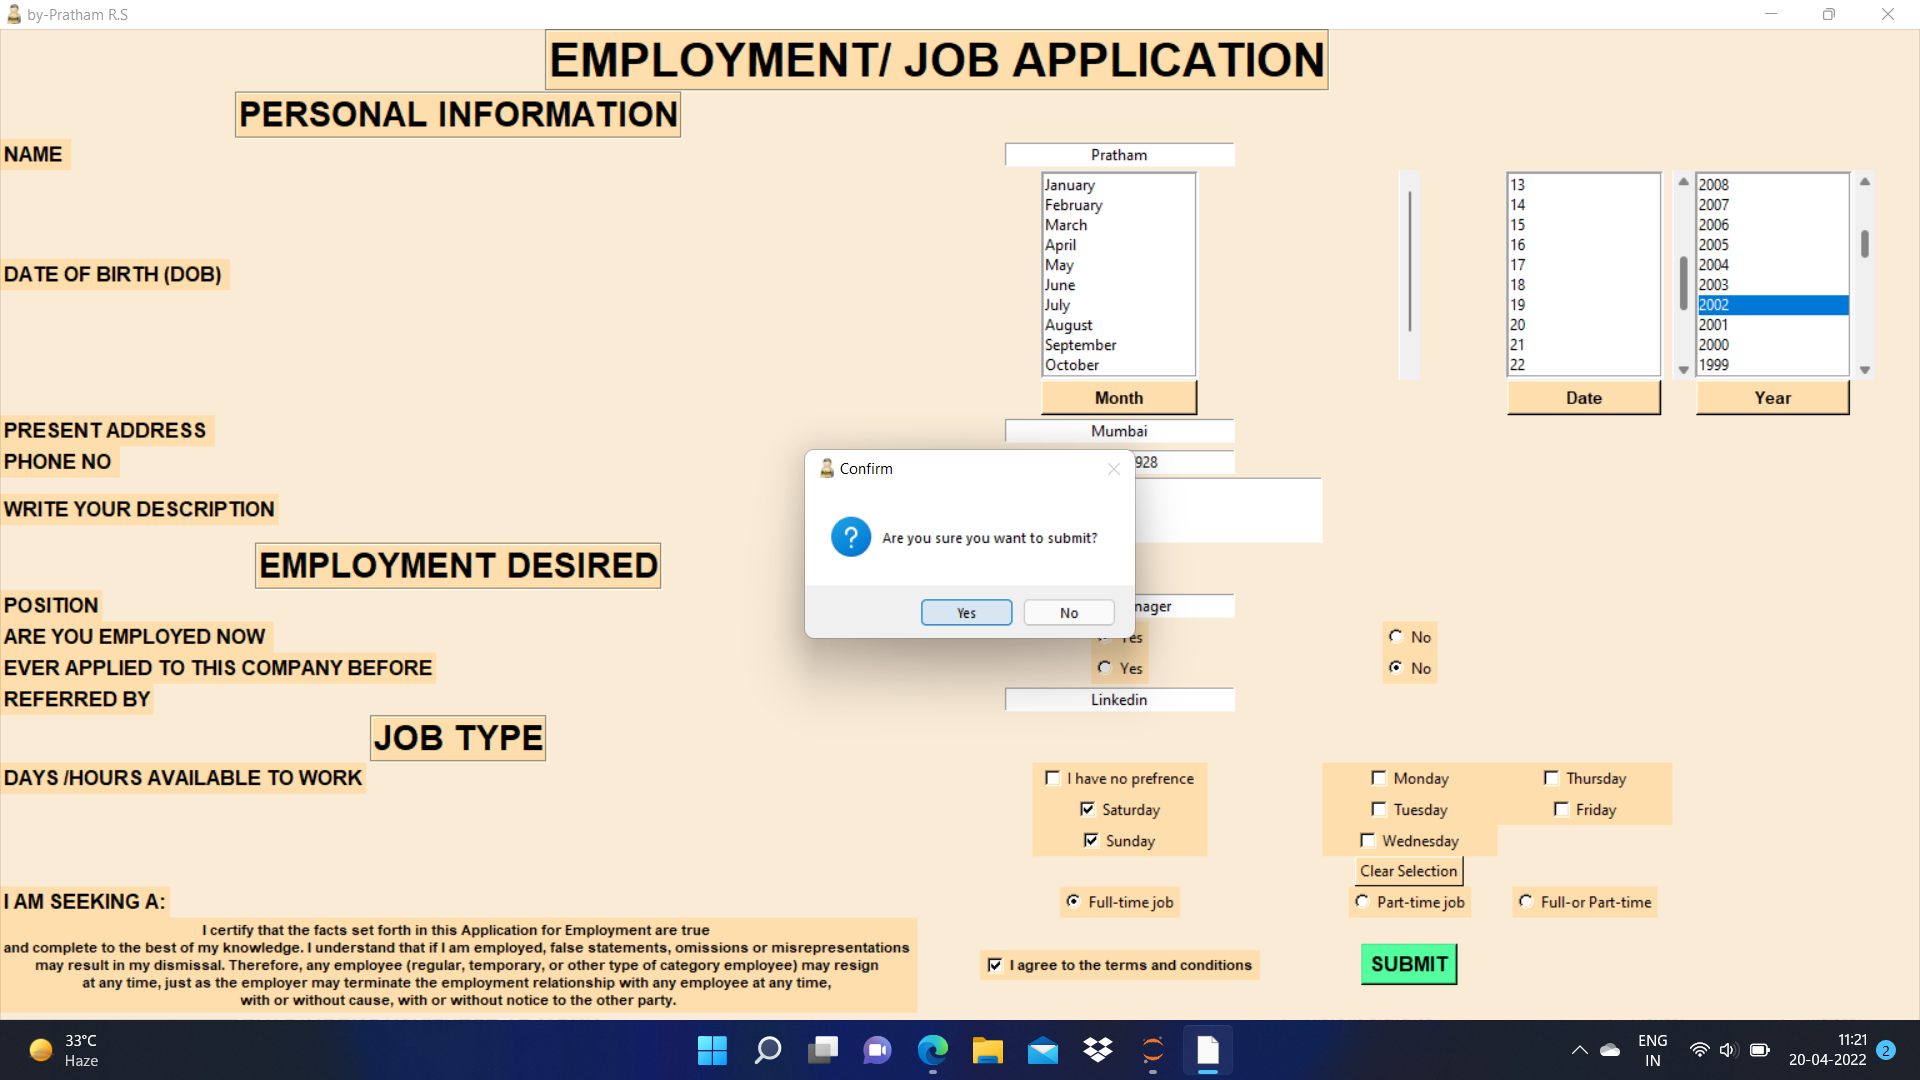 by-Pratham R.S
EMPLOYMENT/ JOB APPLICATION
PERSONAL INFORMATION
NAME
Pratham
DATE OF BIRTH (DOB)
January
February
March
April
May
June
July
August
September
October
Month
13
14
15
16
17
18
19
20
21
22
Date
2008
2007
2006
2005
2004
2003
2002
2001
2000
1999
Year
PRESENT ADDRESS
Mumbai
PHONE NO
928
WRITE YOUR DESCRIPTION
Confirm
?
Are you sure you want to submit?
Yes No
EMPLOYMENT DESIRED
POSITION
nager
ARE YOU EMPLOYED NOW
Yes No
EVER APPLIED TO THIS COMPANY BEFORE
Yes No
REFERRED BY
Linkedin
JOB TYPE
DAYS /HOURS AVAILABLE TO WORK
I have no prefrence Monday Thursday
Saturday Tuesday Friday
Sunday Wednesday
Clear Selection
I AM SEEKING A:
Full-time job Part-time job Full-or Part-time
I certify that the facts set forth in this Application for Employment are true
and complete to the best of my knowledge. I understand that if I am employed, false statements, omissions or misrepresentations
may result in my dismissal. Therefore, any employee (regular, temporary, or other type of category employee) may resign
at any time, just as the employer may terminate the employment relationship with any employee at any time,
with or without cause, with or without notice to the other party.
I agree to the terms and conditions
SUBMIT
33°C
Haze
ENG
IN
11:21
20-04-2022
2